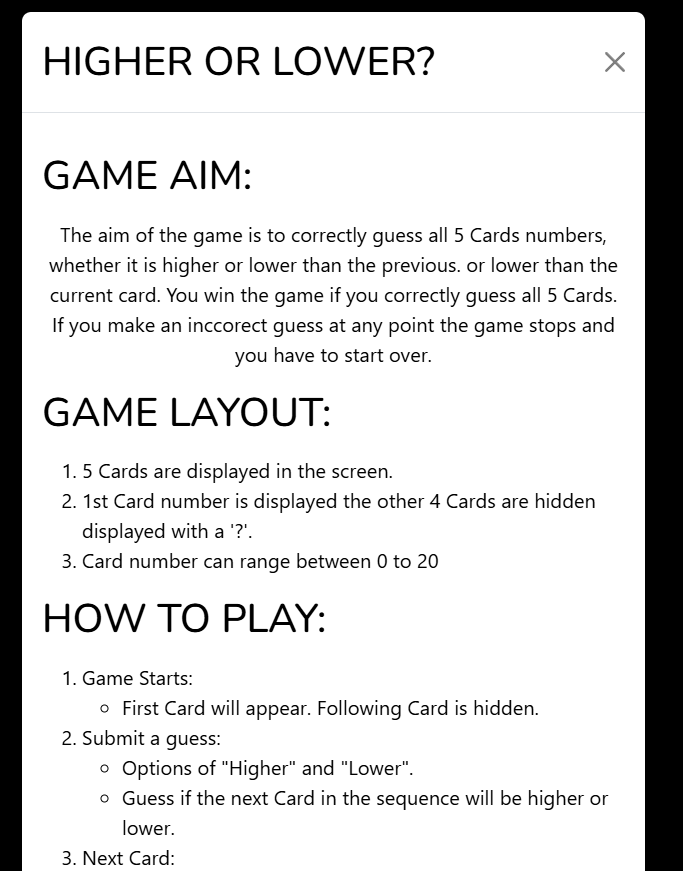 HIGHER OR LOWER?
GAME AIM:
The aim of the game is to correctly guess all 5 Cards numbers,
whether it is higher or lower than the previous. or lower than the
current card. You win the game if you correctly guess all 5 Cards.
If you make an inccorect guess at any point the game stops and
you have to start over.
GAME LAYOUT:
1. 5 Cards are displayed in the screen.
2. 1st Card number is displayed the other 4 Cards are hidden
displayed with a '?'.
3. Card number can range between 0 to 20
HOW TO PLAY:
1. Game Starts:
◦ First Card will appear. Following Card is hidden.
2. Submit a guess:
◦ Options of "Higher" and "Lower".
◦ Guess if the next Card in the sequence will be higher or
lower.
3. Next Card: